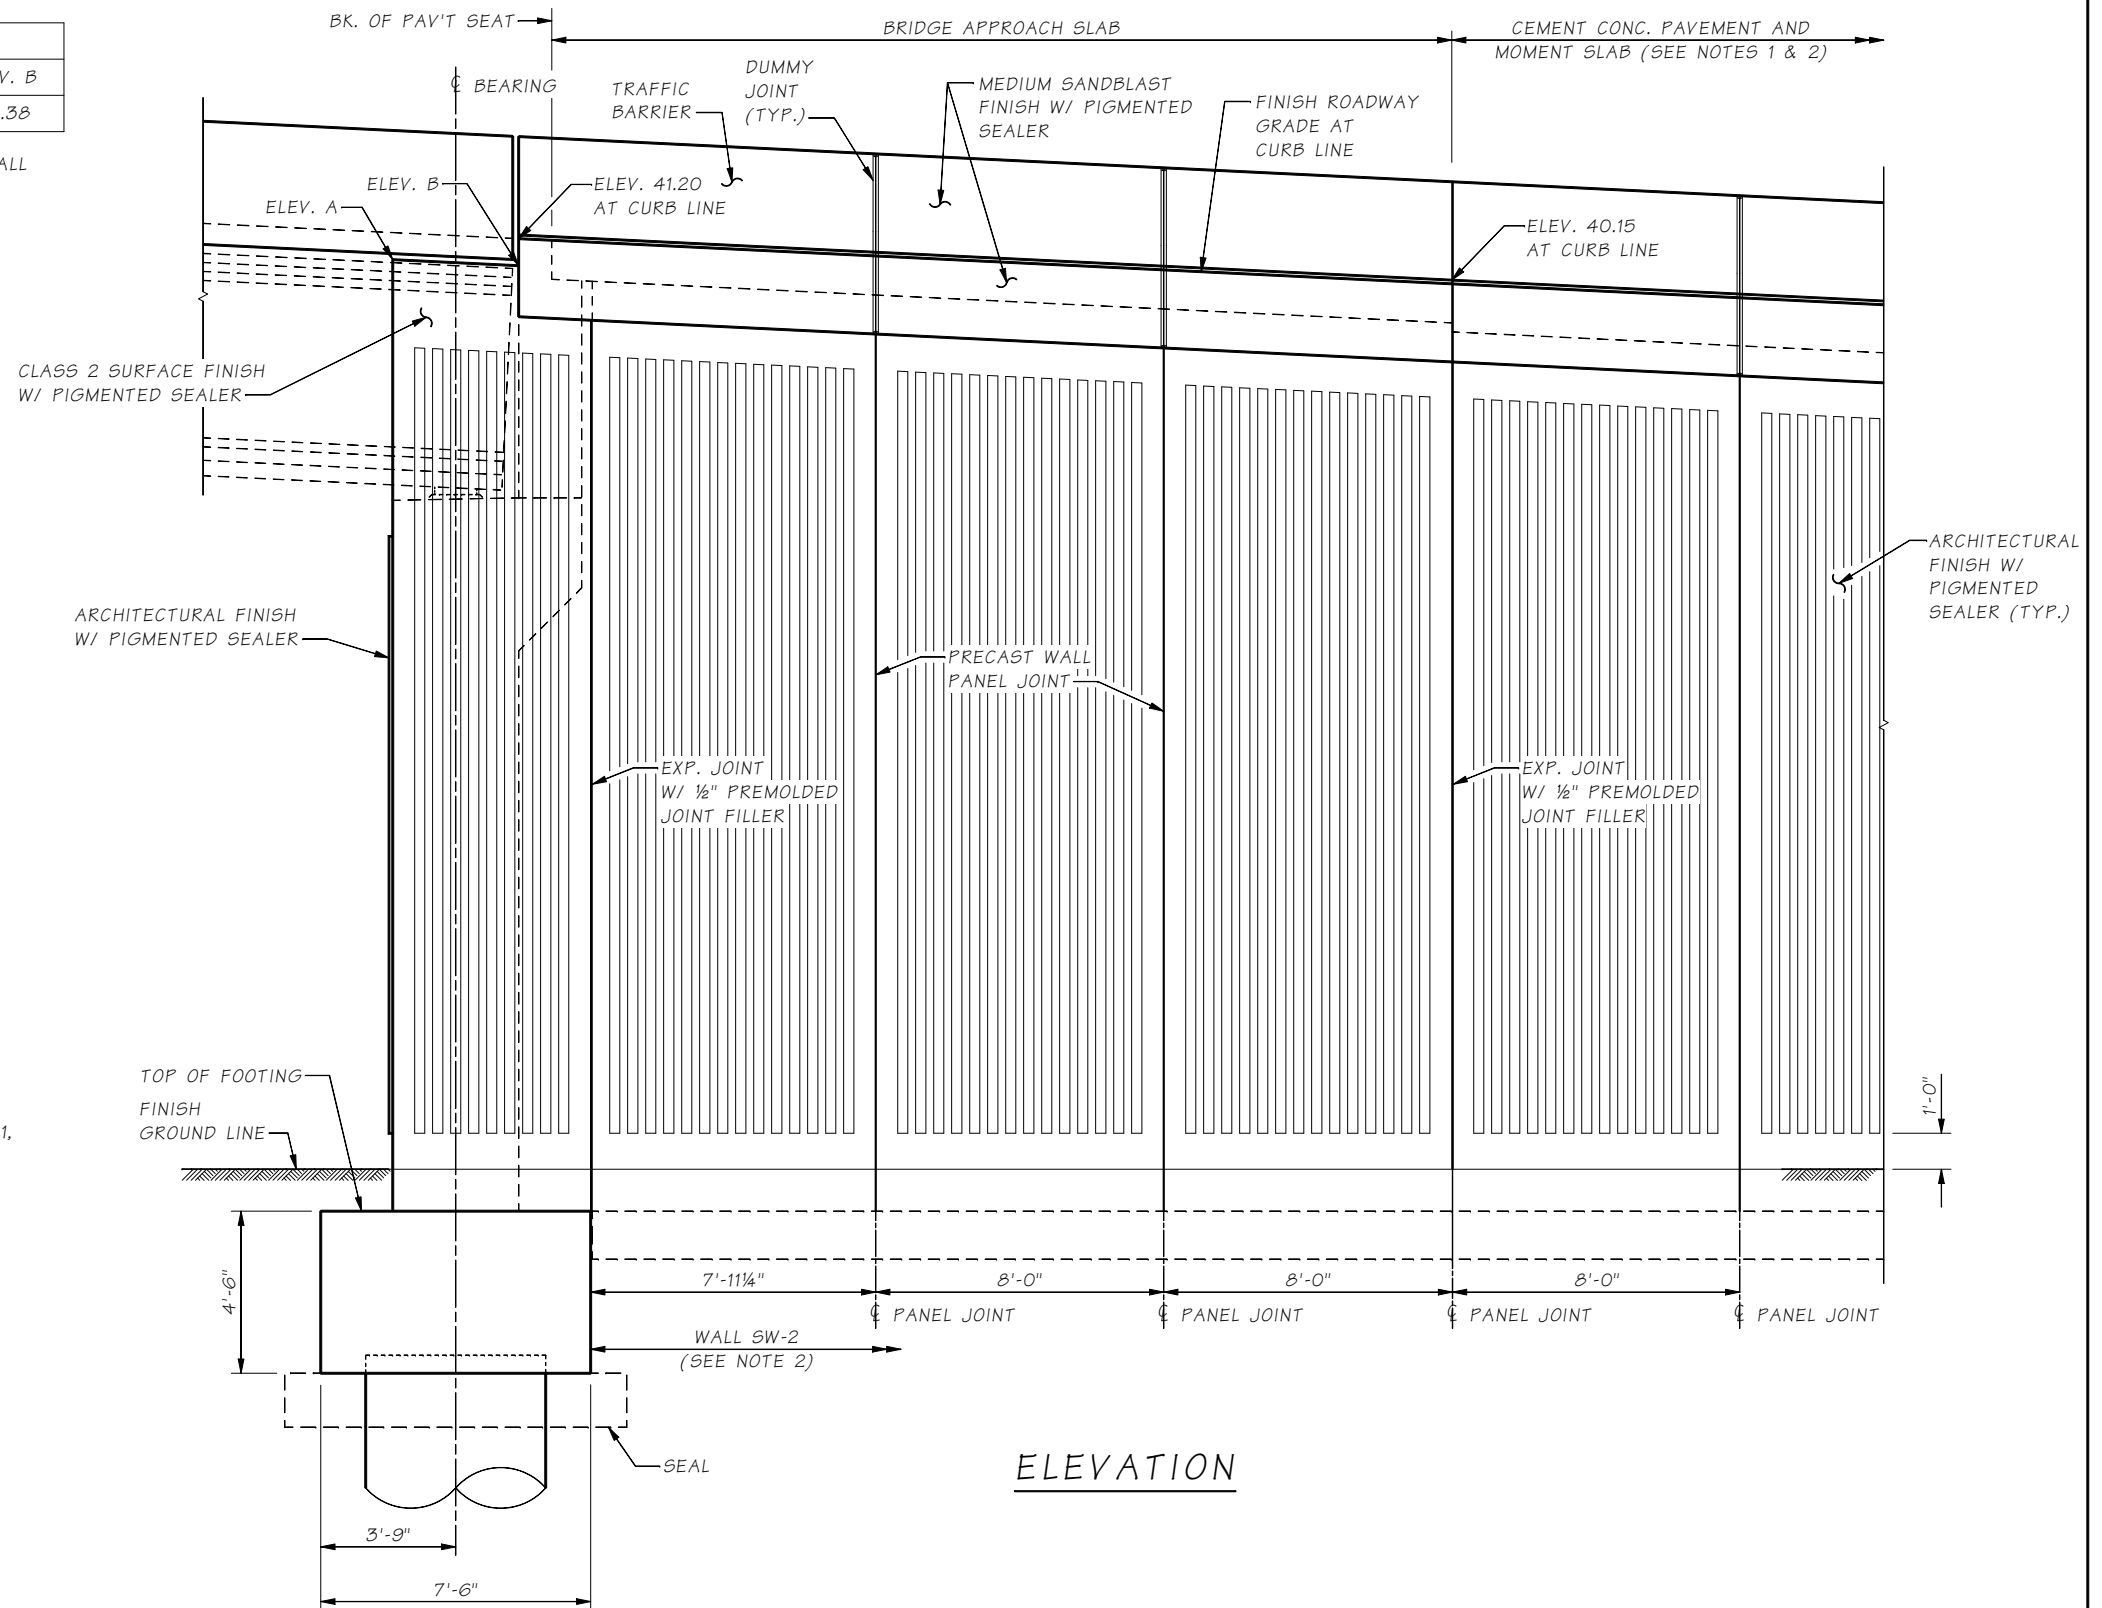 BK. OF PAV'T SEAT
BRIDGE APPROACH SLAB
CEMENT CONC. PAVEMENT AND
MOMENT SLAB (SEE NOTES 1 & 2)
V. B
.38
ALL
℄ BEARING
TRAFFIC
BARRIER
DUMMY
JOINT
(TYP.)
MEDIUM SANDBLAST
FINISH W/ PIGMENTED
SEALER
FINISH ROADWAY
GRADE AT
CURB LINE
ELEV. B
ELEV. A
ELEV. 41.20
AT CURB LINE
ELEV. 40.15
AT CURB LINE
CLASS 2 SURFACE FINISH
W/ PIGMENTED SEALER
ARCHITECTURAL
FINISH W/
PIGMENTED
SEALER (TYP.)
ARCHITECTURAL FINISH
W/ PIGMENTED SEALER
PRECAST WALL
PANEL JOINT
EXP. JOINT
W/ ½" PREMOLDED
JOINT FILLER
EXP. JOINT
W/ ½" PREMOLDED
JOINT FILLER
TOP OF FOOTING
FINISH
GROUND LINE
1,
1'-0"
4'-6"
7'-11¼"
8'-0"
8'-0"
8'-0"
℄ PANEL JOINT
℄ PANEL JOINT
℄ PANEL JOINT
℄ PANEL JOINT
WALL SW-2
(SEE NOTE 2)
SEAL
ELEVATION
3'-9"
7'-6"